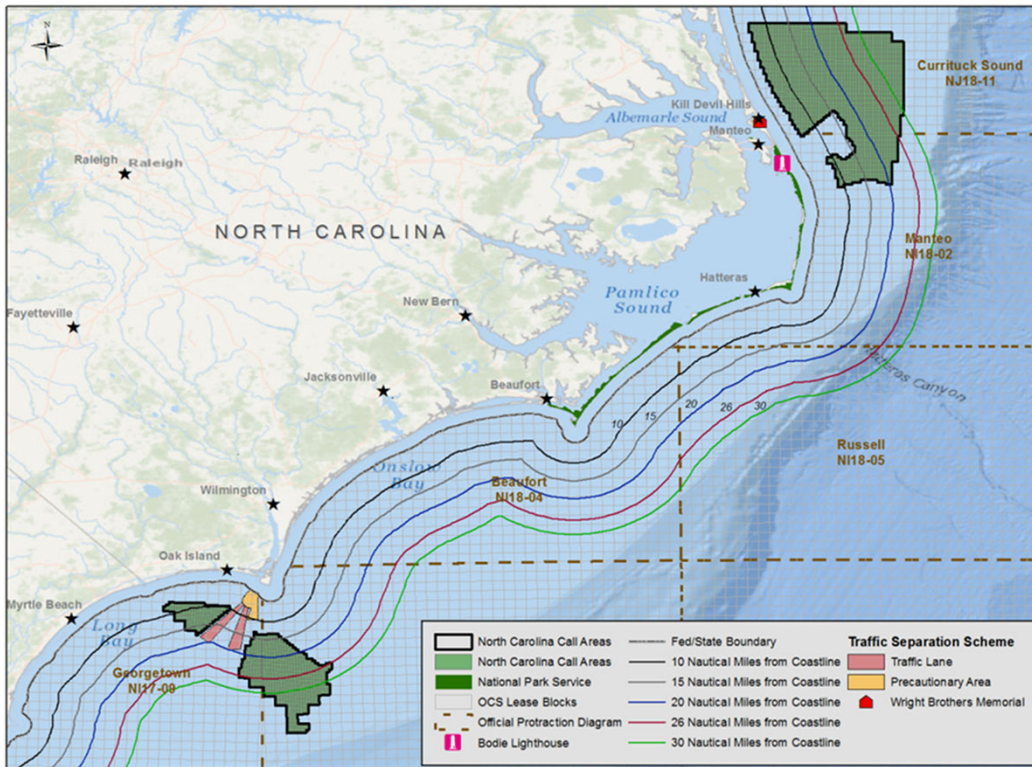 N
Currituck Sound
NJ18-11
Kill Devil Hills
Albemarle Sound
Manteo
Raleigh
Raleigh
NORTH CAROLINA
Manteo
NI18-02
Hatteras
Pamlico
Sound
New Bern
Fayetteville
Jacksonville
Beaufort
10
15
20
26
30
Russell
NI18-05
Onslow
Bay
Beaufort
NI18-04
Wilmington
Oak Island
Myrtle Beach
Long
Bay
Georgetown
NI17-09
North Carolina Call Areas
North Carolina Call Areas
National Park Service
OCS Lease Blocks
Official Protraction Diagram
Bodie Lighthouse
Fed/State Boundary
10 Nautical Miles from Coastline
15 Nautical Miles from Coastline
20 Nautical Miles from Coastline
26 Nautical Miles from Coastline
30 Nautical Miles from Coastline
Traffic Separation Scheme
Traffic Lane
Precautionary Area
Wright Brothers Memorial